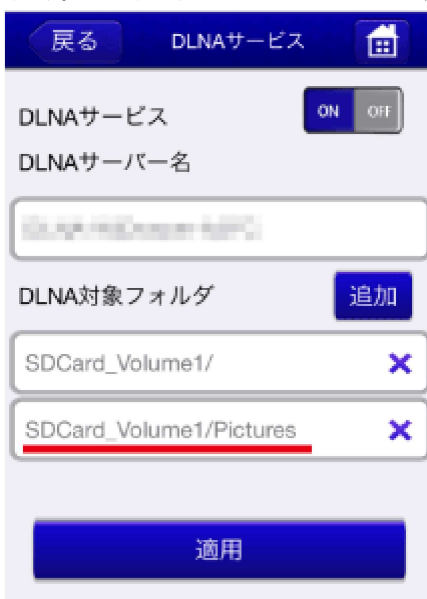 戻る DLNAサービス
DLNAサービス ON OFF
DLNAサーバー名
DLNA対象フォルダ 追加
SDCard_Volume1/
SDCard_Volume1/Pictures
適用